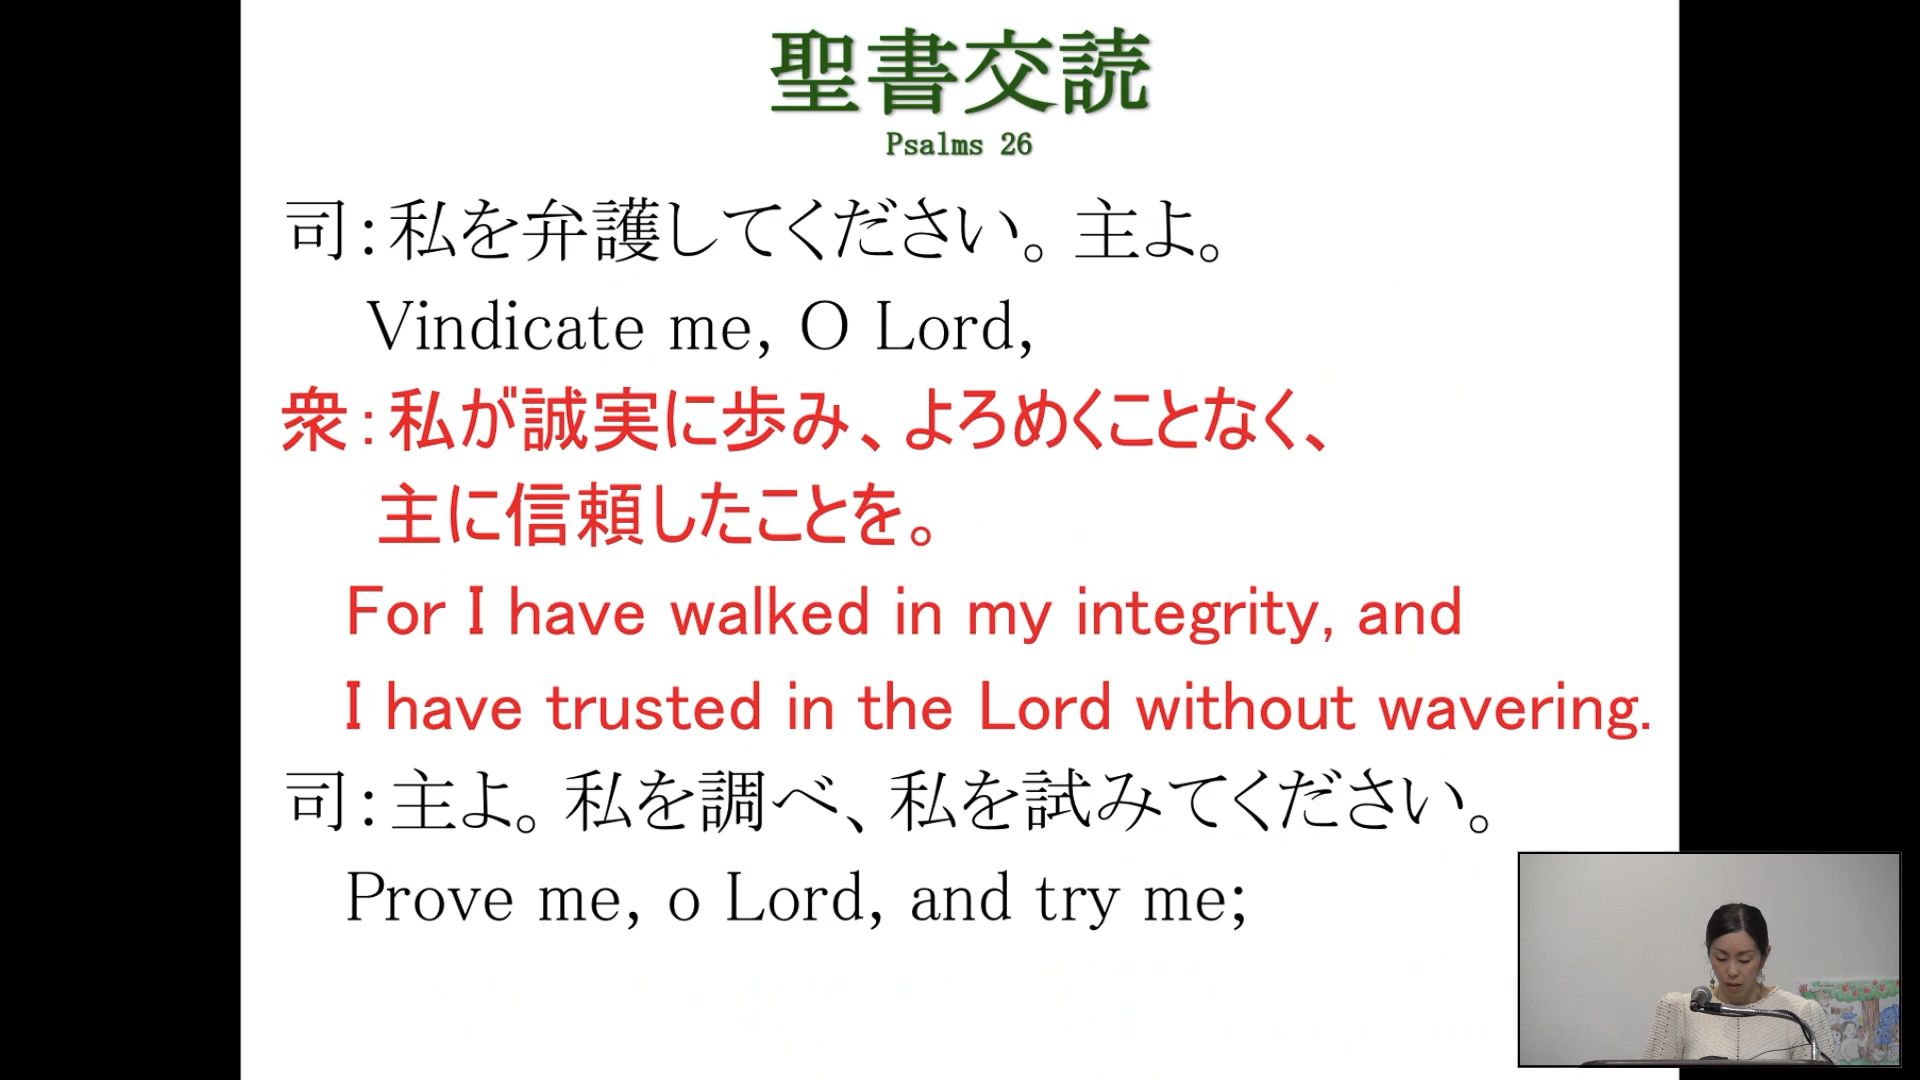 聖書交読
Psalms 26
司:私を弁護してください。主よ。
Vindicate me, O Lord,
衆:私が誠実に歩み、よろめくことなく、
主に信頼したことを。
For I have walked in my integrity, and
I have trusted in the Lord without wavering.
司:主よ。私を調べ、私を試みてください。
Prove me, o Lord, and try me;